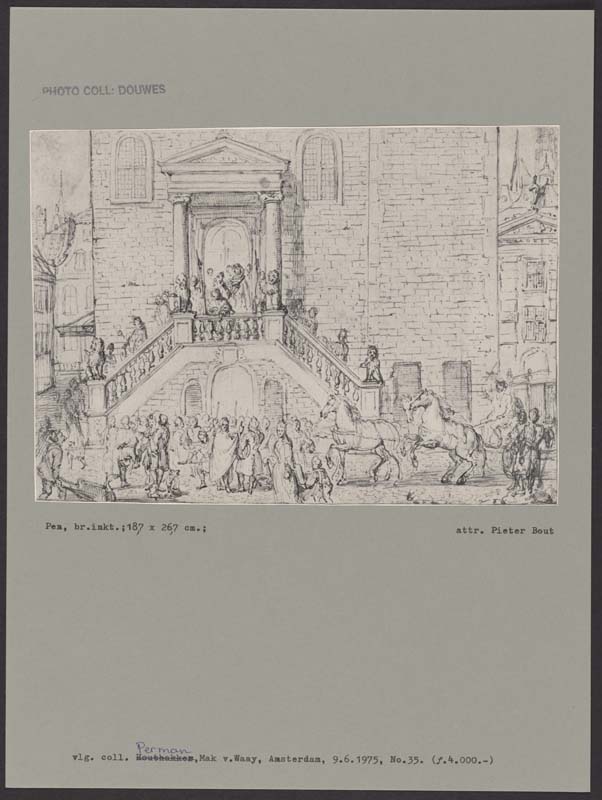 PHOTO COLL: DOUWES
Pen, br.inkt.;187 x 267 cm.;
attr. Pieter Bout
Perman
vlg. coll. Houthakker,Mak v.Waay, Amsterdam, 9.6.1975, No.35. (ƒ.4.000.-)